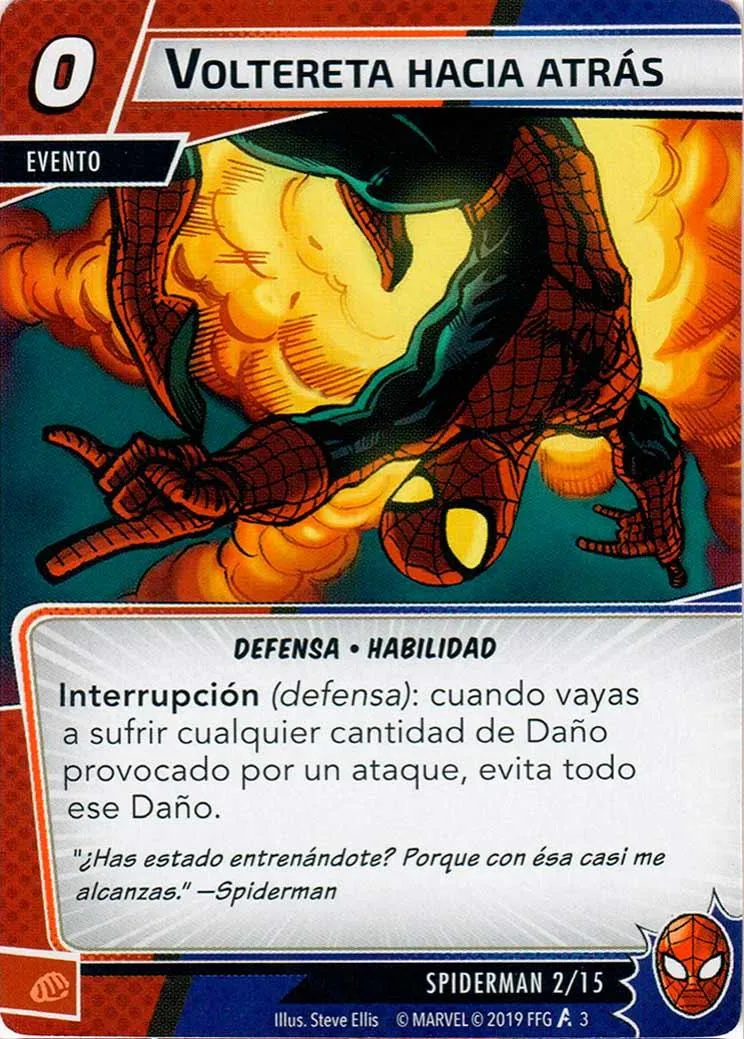 0
VOLTERETA HACIA ATRÁS
EVENTO
DEFENSA • HABILIDAD
Interrupción (defensa): cuando vayas
a sufrir cualquier cantidad de Daño
provocado por un ataque, evita todo
ese Daño.
"¿Has estado entrenándote? Porque con ésa casi me
alcanzas." —Spiderman
SPIDERMAN 2/15
Illus. Steve Ellis © MARVEL © 2019 FFG 3